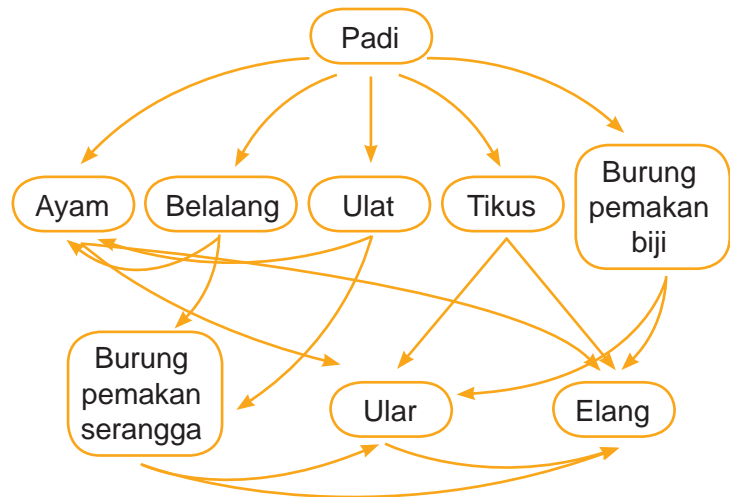 Padi
Ayam
Belalang
Ulat
Tikus
Burung
pemakan
biji
Burung
pemakan
serangga
Ular
Elang